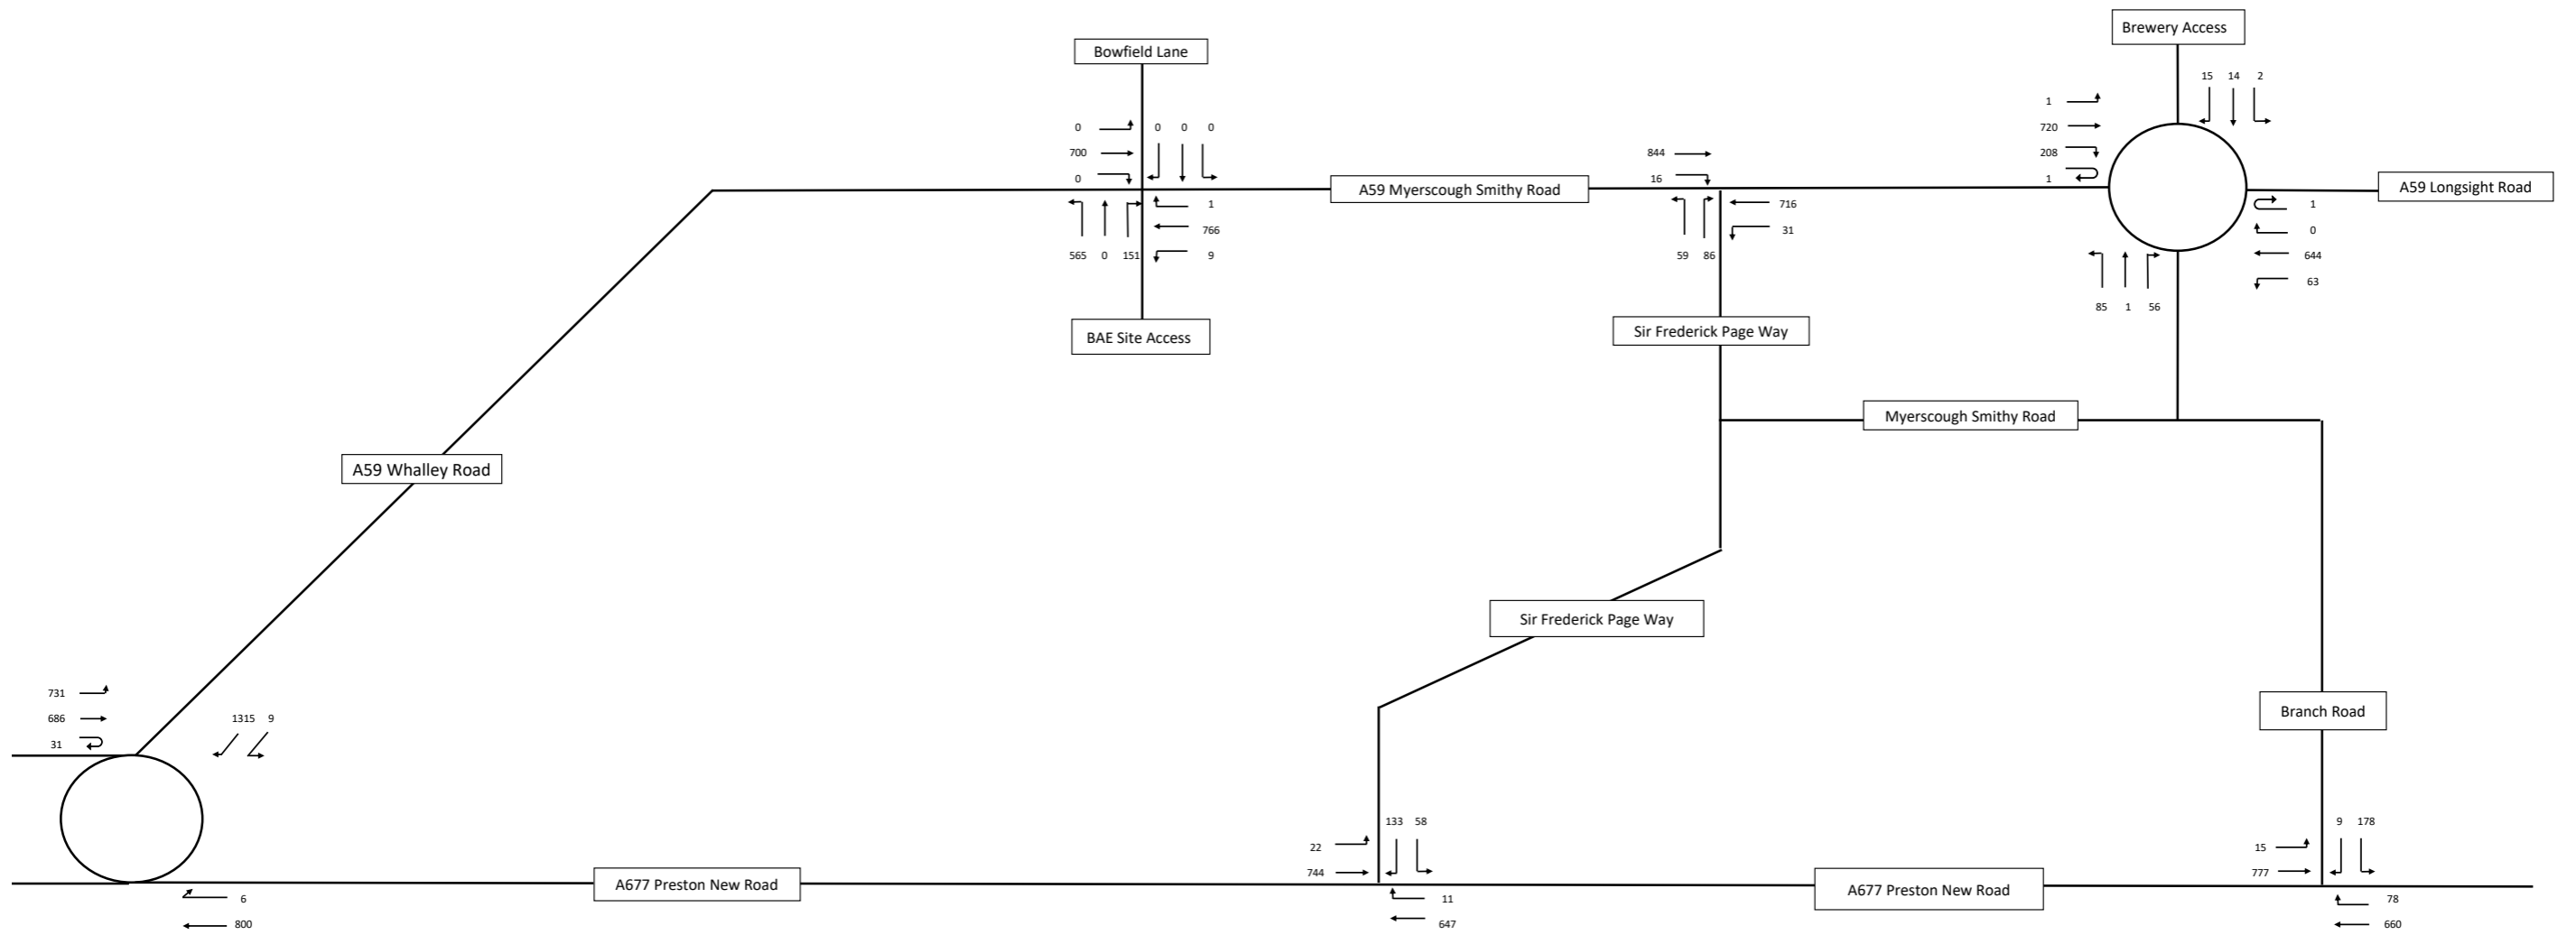 Brewery Access
Bowfield Lane
15 14 2
1
720
208
1
0
700
0
0 0 0
844
16
A59 Myerscough Smithy Road
A59 Longsight Road
1
766
9
565 0 151
716
31
59 86
1
0
644
63
85 1 56
BAE Site Access
Sir Frederick Page Way
Myerscough Smithy Road
A59 Whalley Road
Sir Frederick Page Way
731
686
31
1315 9
Branch Road
133 58
22
744
9 178
15
777
A677 Preston New Road
A677 Preston New Road
6
800
11
647
78
660